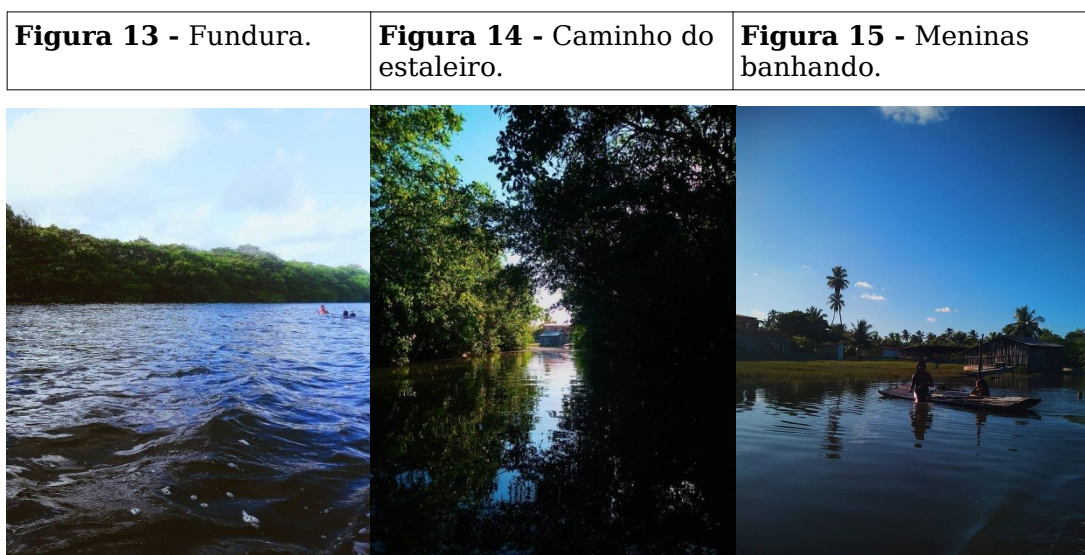 Figura 13 - Fundura.
Figura 14 - Caminho do
estaleiro.
Figura 15 - Meninas
banhando.